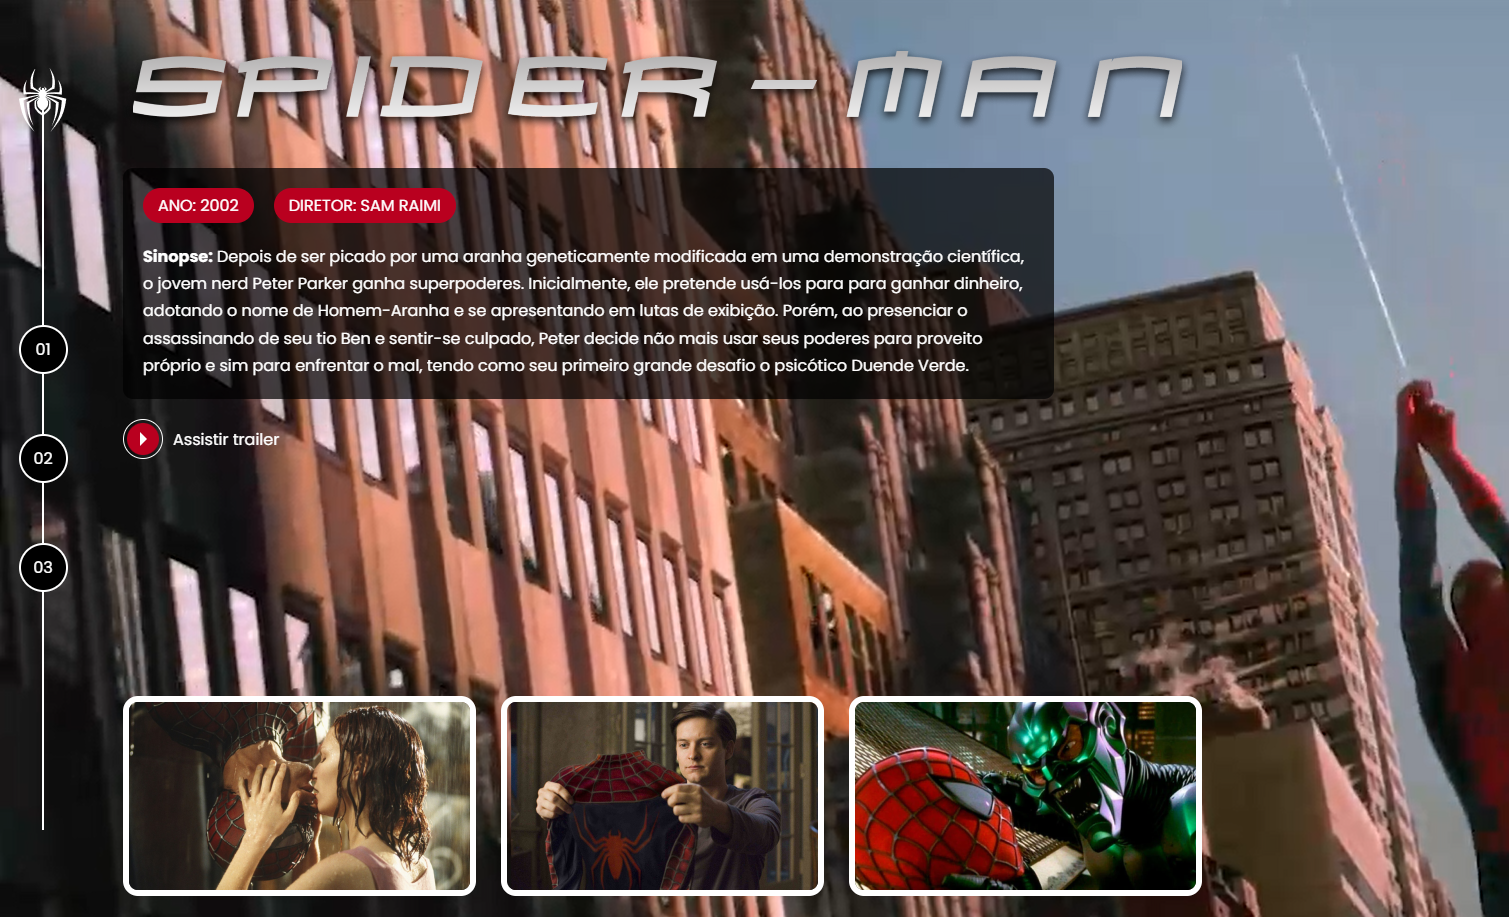 SPIDER-MAN
ANO: 2002
DIRETOR: SAM RAIMI
Sinopse: Depois de ser picado por uma aranha geneticamente modificada em uma demonstração científica,
o jovem nerd Peter Parker ganha superpoderes. Inicialmente, ele pretende usá-los para para ganhar dinheiro,
adotando o nome de Homem-Aranha e se apresentando em lutas de exibição. Porém, ao presenciar o
assassinando de seu tio Ben e sentir-se culpado, Peter decide não mais usar seus poderes para proveito
próprio e sim para enfrentar o mal, tendo como seu primeiro grande desafio o psicótico Duende Verde.
Assistir trailer
01
02
03